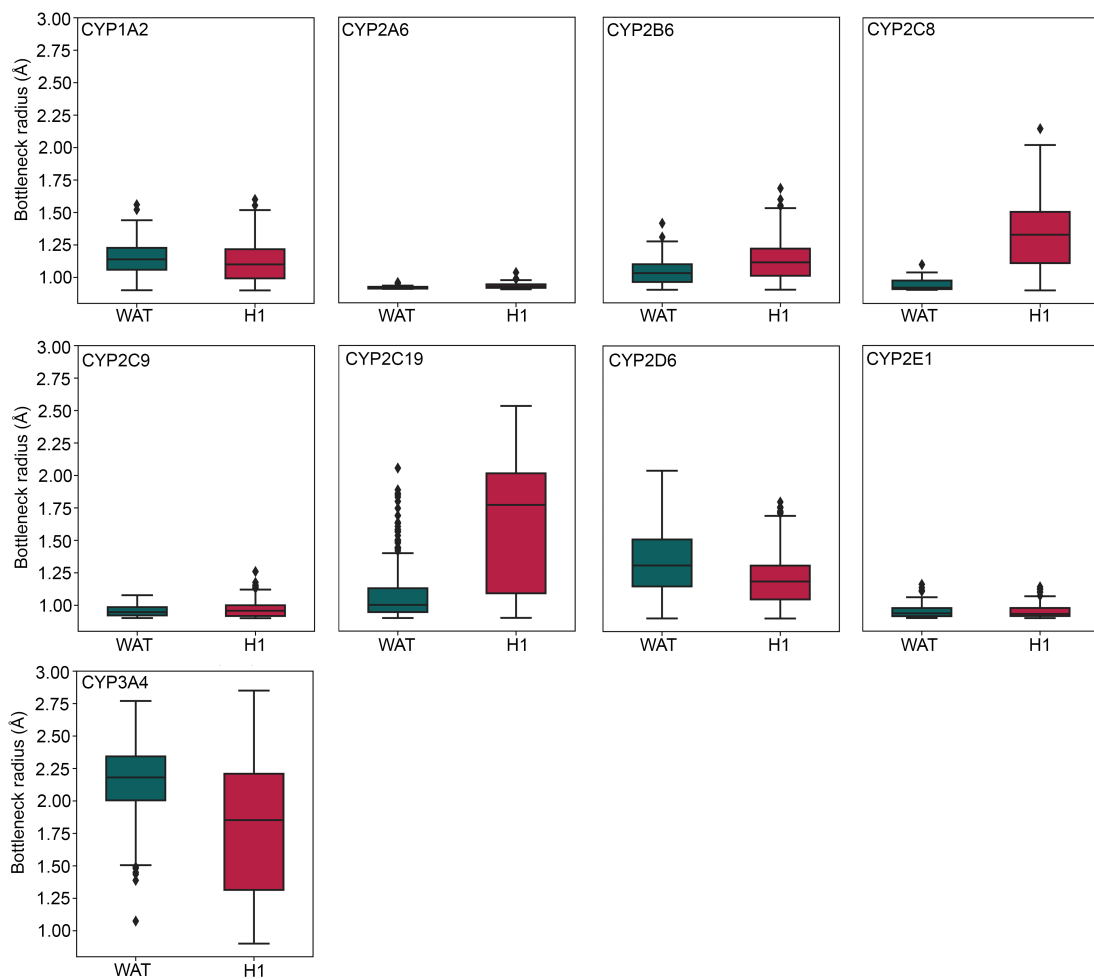 CYP1A2
CYP2A6
CYP2B6
CYP2C8
Bottleneck radius (Å)
3.00
2.75
2.50
2.25
2.00
1.75
1.50
1.25
1.00
WAT
H1
WAT
H1
WAT
H1
WAT
H1
CYP2C9
CYP2C19
CYP2D6
CYP2E1
Bottleneck radius (Å)
3.00
2.75
2.50
2.25
2.00
1.75
1.50
1.25
1.00
WAT
H1
WAT
H1
WAT
H1
WAT
H1
CYP3A4
Bottleneck radius (Å)
3.00
2.75
2.50
2.25
2.00
1.75
1.50
1.25
1.00
WAT
H1